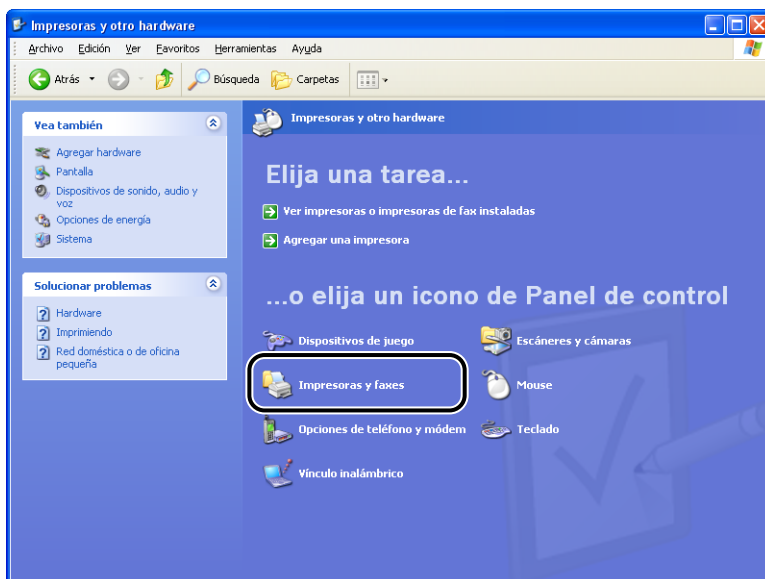 Impresoras y otro hardware
Archivo Edición Ver Favoritos Herramientas Ayuda
Atrás Búsqueda Carpetas
Vea también
Agregar hardware
Pantalla
Dispositivos de sonido, audio y
voz
Opciones de energía
Sistema
Solucionar problemas
Hardware
Imprimiendo
Red doméstica o de oficina
pequeña
Impresoras y otro hardware
Elija una tarea...
Ver impresoras o impresoras de fax instaladas
Agregar una impresora
...o elija un icono de Panel de control
Dispositivos de juego
Escáneres y cámaras
Impresoras y faxes
Mouse
Opciones de teléfono y módem
Teclado
Vínculo inalámbrico